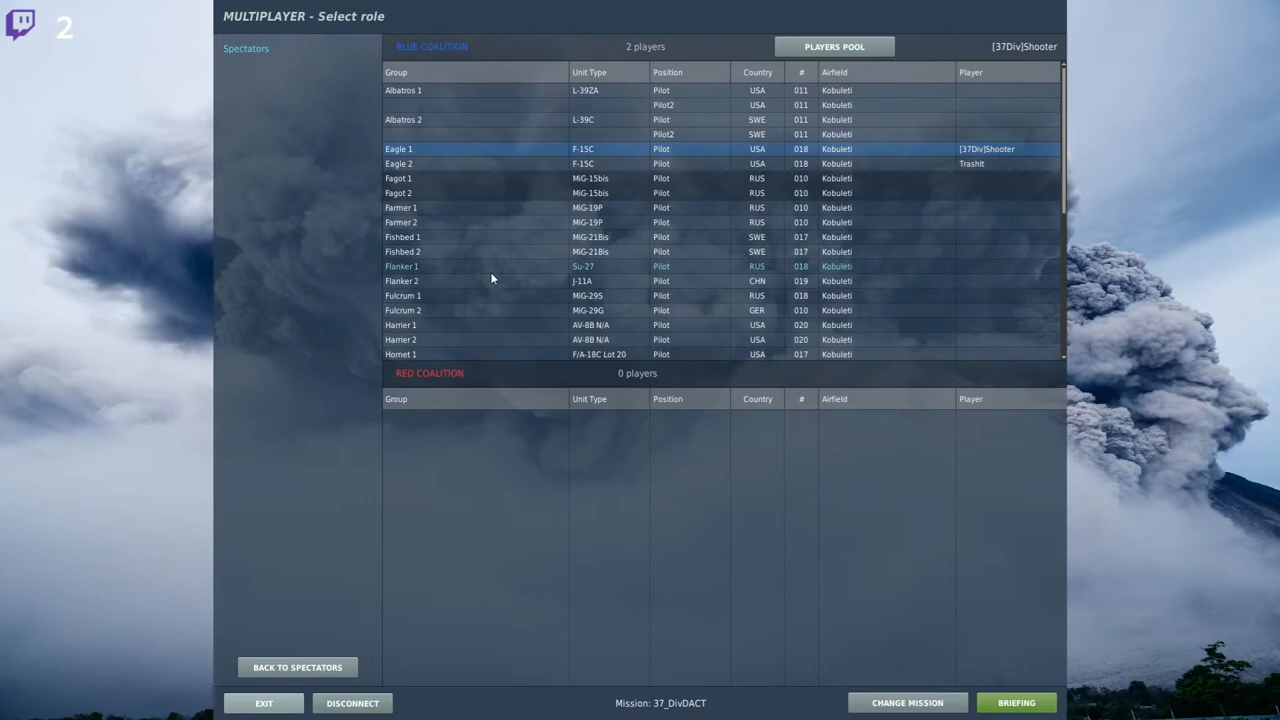 2
MULTIPLAYER - Select role
Spectators
BLUE COALITION 2 players PLAYERS POOL [37Div]Shooter
Group Unit Type Position Country # Airfield Player
Albatros 1 L-39ZA Pilot USA 011 Kobuleti
Pilot2 USA 011 Kobuleti
Albatros 2 L-39C Pilot SWE 011 Kobuleti
Pilot2 SWE 011 Kobuleti
Eagle 1 F-15C Pilot USA 018 Kobuleti [37Div]Shooter
Eagle 2 F-15C Pilot USA 018 Kobuleti TrashIt
Fagot 1 MiG-15bis Pilot RUS 010 Kobuleti
Fagot 2 MiG-15bis Pilot RUS 010 Kobuleti
Farmer 1 MiG-19P Pilot RUS 010 Kobuleti
Farmer 2 MiG-19P Pilot RUS 010 Kobuleti
Fishbed 1 MiG-21Bis Pilot SWE 017 Kobuleti
Fishbed 2 MiG-21Bis Pilot SWE 017 Kobuleti
Flanker 1 Su-27 Pilot RUS 018 Kobuleti
Flanker 2 J-11A Pilot CHN 019 Kobuleti
Fulcrum 1 MiG-29S Pilot RUS 018 Kobuleti
Fulcrum 2 MiG-29G Pilot GER 010 Kobuleti
Harrier 1 AV-8B N/A Pilot USA 020 Kobuleti
Harrier 2 AV-8B N/A Pilot USA 020 Kobuleti
Hornet 1 F/A-18C Lot 20 Pilot USA 017 Kobuleti
RED COALITION 0 players
Group Unit Type Position Country # Airfield Player
BACK TO SPECTATORS
EXIT DISCONNECT Mission: 37_DivDACT CHANGE MISSION BRIEFING